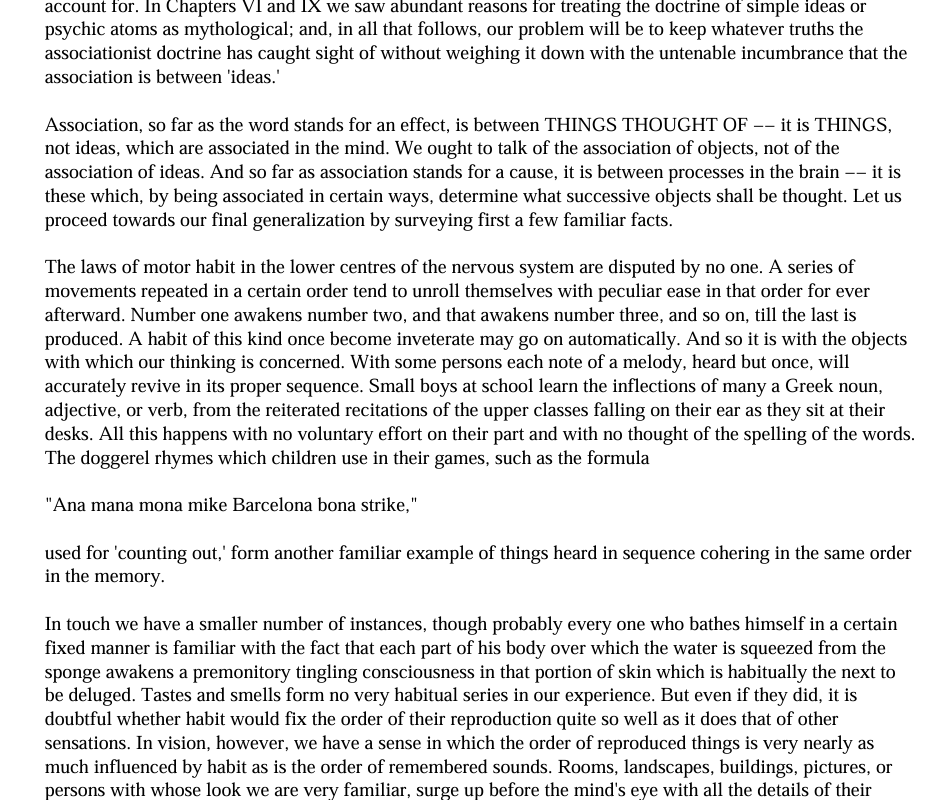 account for. In Chapters VI and IX we saw abundant reasons for treating the doctrine of simple ideas or
psychic atoms as mythological; and, in all that follows, our problem will be to keep whatever truths the
associationist doctrine has caught sight of without weighing it down with the untenable incumbrance that the
association is between 'ideas.'
Association, so far as the word stands for an effect, is between THINGS THOUGHT OF −− it is THINGS,
not ideas, which are associated in the mind. We ought to talk of the association of objects, not of the
association of ideas. And so far as association stands for a cause, it is between processes in the brain −− it is
these which, by being associated in certain ways, determine what successive objects shall be thought. Let us
proceed towards our final generalization by surveying first a few familiar facts.
The laws of motor habit in the lower centres of the nervous system are disputed by no one. A series of
movements repeated in a certain order tend to unroll themselves with peculiar ease in that order for ever
afterward. Number one awakens number two, and that awakens number three, and so on, till the last is
produced. A habit of this kind once become inveterate may go on automatically. And so it is with the objects
with which our thinking is concerned. With some persons each note of a melody, heard but once, will
accurately revive in its proper sequence. Small boys at school learn the inflections of many a Greek noun,
adjective, or verb, from the reiterated recitations of the upper classes falling on their ear as they sit at their
desks. All this happens with no voluntary effort on their part and with no thought of the spelling of the words.
The doggerel rhymes which children use in their games, such as the formula
"Ana mana mona mike Barcelona bona strike,"
used for 'counting out,' form another familiar example of things heard in sequence cohering in the same order
in the memory.
In touch we have a smaller number of instances, though probably every one who bathes himself in a certain
fixed manner is familiar with the fact that each part of his body over which the water is squeezed from the
sponge awakens a premonitory tingling consciousness in that portion of skin which is habitually the next to
be deluged. Tastes and smells form no very habitual series in our experience. But even if they did, it is
doubtful whether habit would fix the order of their reproduction quite so well as it does that of other
sensations. In vision, however, we have a sense in which the order of reproduced things is very nearly as
much influenced by habit as is the order of remembered sounds. Rooms, landscapes, buildings, pictures, or
persons with whose look we are very familiar, surge up before the mind's eye with all the details of their